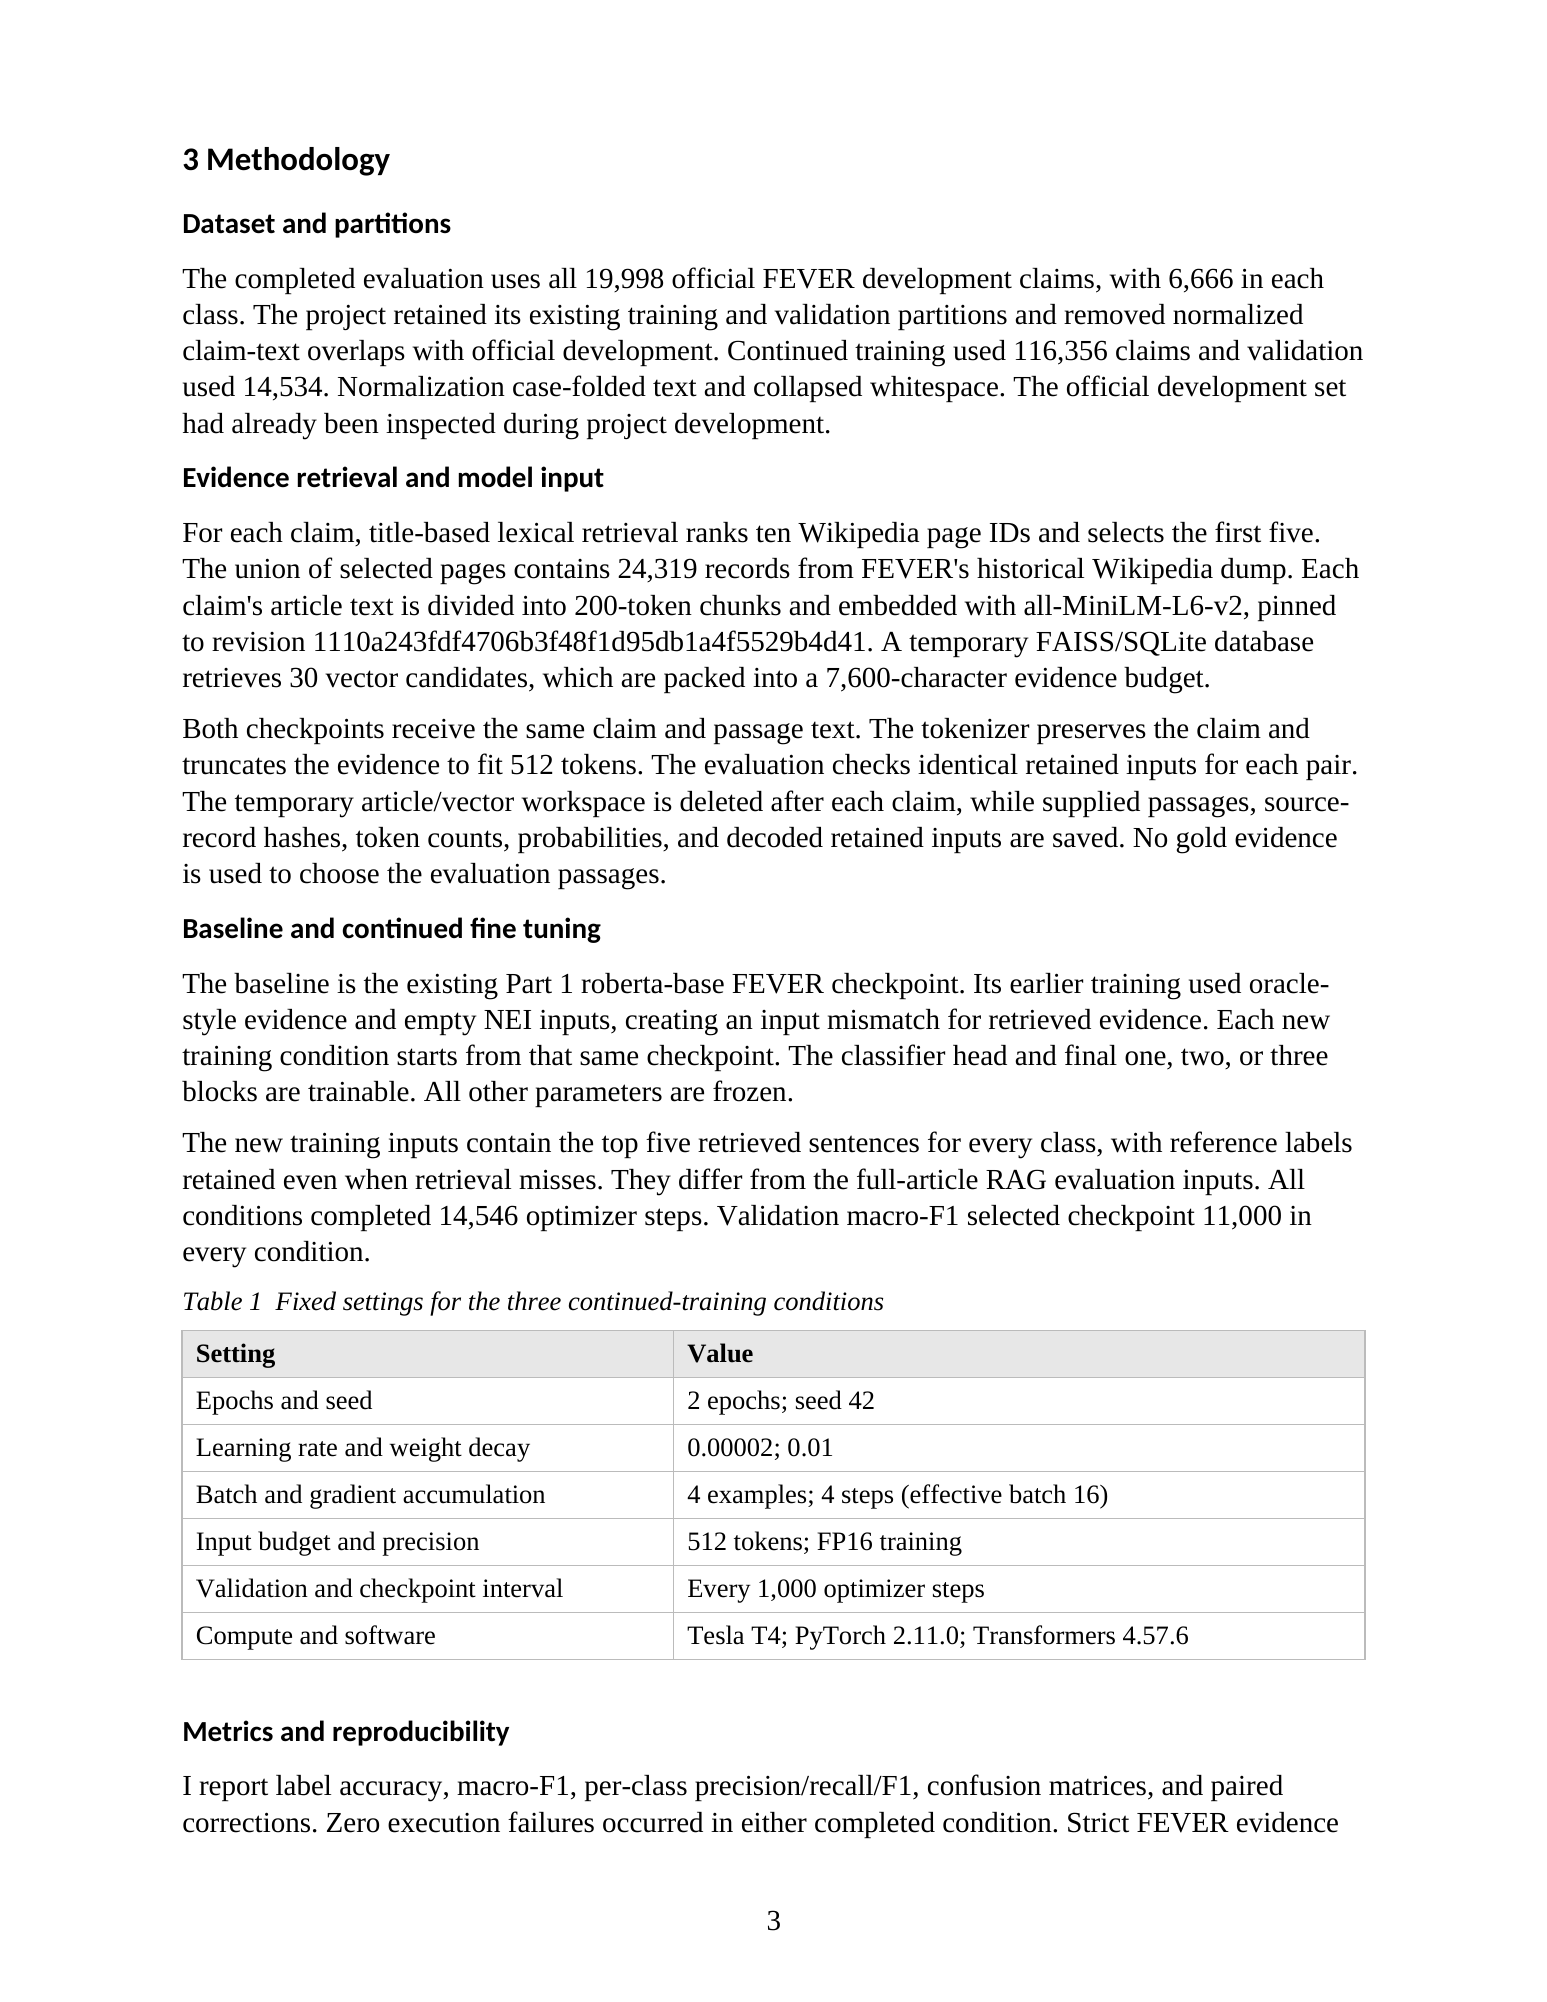 3 Methodology
Dataset and partitions
The completed evaluation uses all 19,998 official FEVER development claims, with 6,666 in each
class. The project retained its existing training and validation partitions and removed normalized
claim-text overlaps with official development. Continued training used 116,356 claims and validation
used 14,534. Normalization case-folded text and collapsed whitespace. The official development set
had already been inspected during project development.
Evidence retrieval and model input
For each claim, title-based lexical retrieval ranks ten Wikipedia page IDs and selects the first five.
The union of selected pages contains 24,319 records from FEVER's historical Wikipedia dump. Each
claim's article text is divided into 200-token chunks and embedded with all-MiniLM-L6-v2, pinned
to revision 1110a243fdf4706b3f48f1d95db1a4f5529b4d41. A temporary FAISS/SQLite database
retrieves 30 vector candidates, which are packed into a 7,600-character evidence budget.
Both checkpoints receive the same claim and passage text. The tokenizer preserves the claim and
truncates the evidence to fit 512 tokens. The evaluation checks identical retained inputs for each pair.
The temporary article/vector workspace is deleted after each claim, while supplied passages, source-
record hashes, token counts, probabilities, and decoded retained inputs are saved. No gold evidence
is used to choose the evaluation passages.
Baseline and continued fine tuning
The baseline is the existing Part 1 roberta-base FEVER checkpoint. Its earlier training used oracle-
style evidence and empty NEI inputs, creating an input mismatch for retrieved evidence. Each new
training condition starts from that same checkpoint. The classifier head and final one, two, or three
blocks are trainable. All other parameters are frozen.
The new training inputs contain the top five retrieved sentences for every class, with reference labels
retained even when retrieval misses. They differ from the full-article RAG evaluation inputs. All
conditions completed 14,546 optimizer steps. Validation macro-F1 selected checkpoint 11,000 in
every condition.
Table 1  Fixed settings for the three continued-training conditions
Setting Value
Epochs and seed 2 epochs; seed 42
Learning rate and weight decay 0.00002; 0.01
Batch and gradient accumulation 4 examples; 4 steps (effective batch 16)
Input budget and precision 512 tokens; FP16 training
Validation and checkpoint interval Every 1,000 optimizer steps
Compute and software Tesla T4; PyTorch 2.11.0; Transformers 4.57.6
Metrics and reproducibility
I report label accuracy, macro-F1, per-class precision/recall/F1, confusion matrices, and paired
corrections. Zero execution failures occurred in either completed condition. Strict FEVER evidence
3